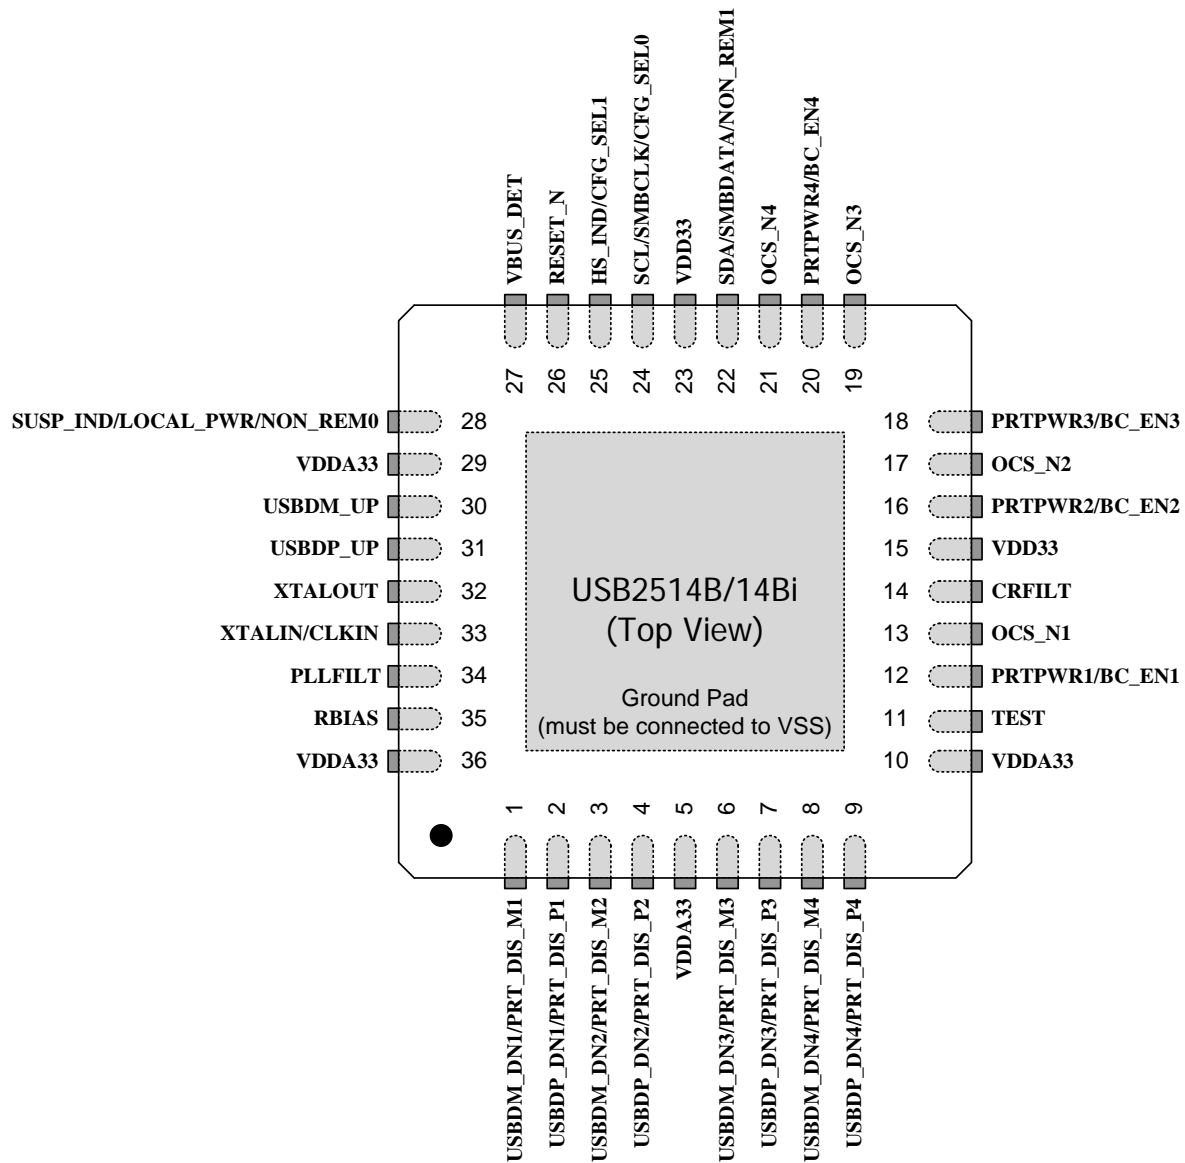 VBUS_DET
RESET_N
HS_IND/CFG_SEL1
SCL/SMBCLK/CFG_SEL0
VDD33
SDA/SMBDATA/NON_REM1
OCS_N4
PRTPWR4/BC_EN4
OCS_N3
27
26
25
24
23
22
21
20
19
SUSP_IND/LOCAL_PWR/NON_REM0 28
VDDA33 29
USBDM_UP 30
USBDP_UP 31
XTALOUT 32
XTALIN/CLKIN 33
PLLFILT 34
RBIAS 35
VDDA33 36
USB2514B/14Bi
(Top View)
Ground Pad
(must be connected to VSS)
18 PRTPWR3/BC_EN3
17 OCS_N2
16 PRTPWR2/BC_EN2
15 VDD33
14 CRFILT
13 OCS_N1
12 PRTPWR1/BC_EN1
11 TEST
10 VDDA33
1
2
3
4
5
6
7
8
9
USBDM_DN1/PRT_DIS_M1
USBDP_DN1/PRT_DIS_P1
USBDM_DN2/PRT_DIS_M2
USBDP_DN2/PRT_DIS_P2
VDDA33
USBDM_DN3/PRT_DIS_M3
USBDP_DN3/PRT_DIS_P3
USBDM_DN4/PRT_DIS_M4
USBDP_DN4/PRT_DIS_P4